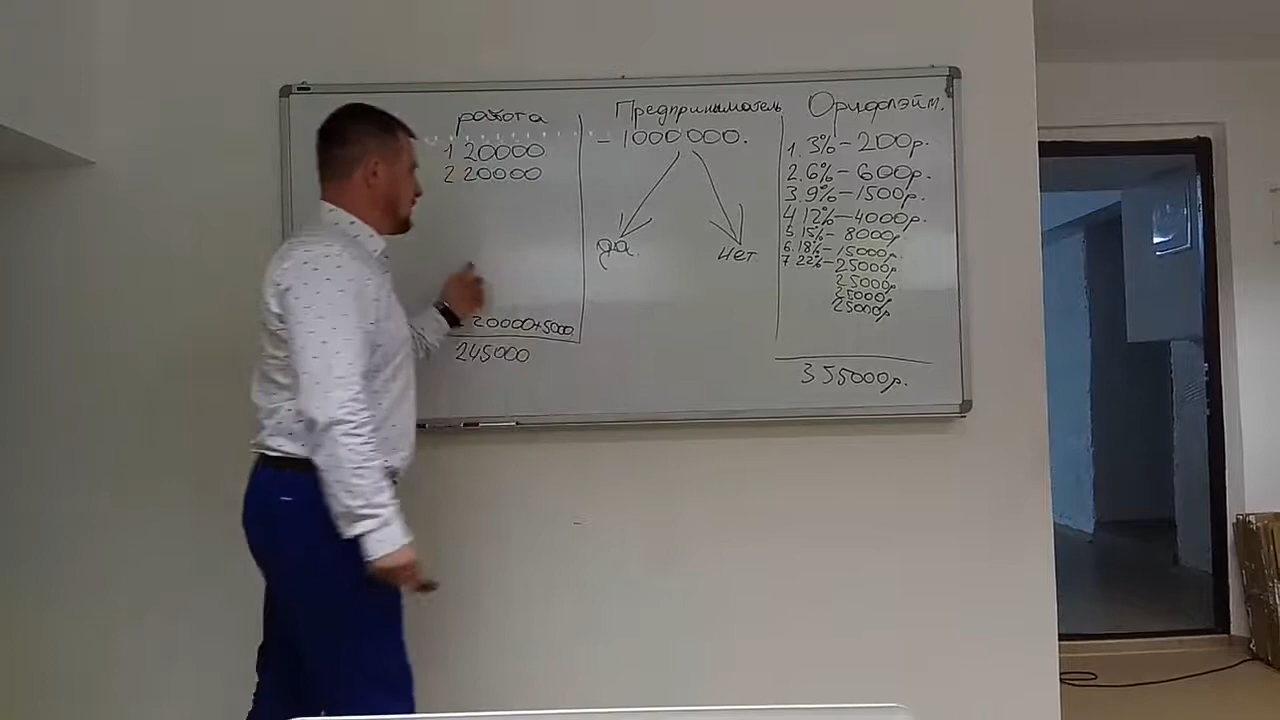 работа
1 20000
2 20000
20000+5000
245000
Предприниматель
- 1000000.
да.
нет
Орифлэйм.
1. 3% - 200р.
2. 6% - 600р.
3. 9% - 1500р.
4 12% - 4000р.
5. 15% - 8000р
6. 18% - 15000р.
7 22% - 25000р
25000р
25000р
25000р
355000р.